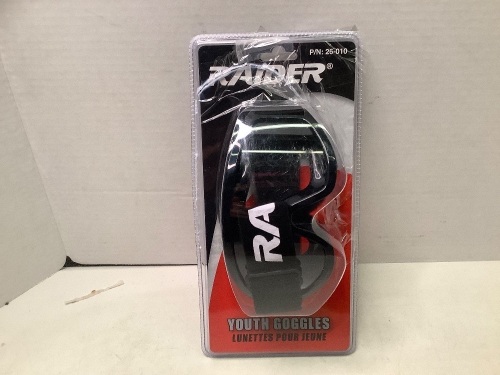 P/N: 26-010
RAIDER®
RA
YOUTH GOGGLES
LUNETTES POUR JEUNE